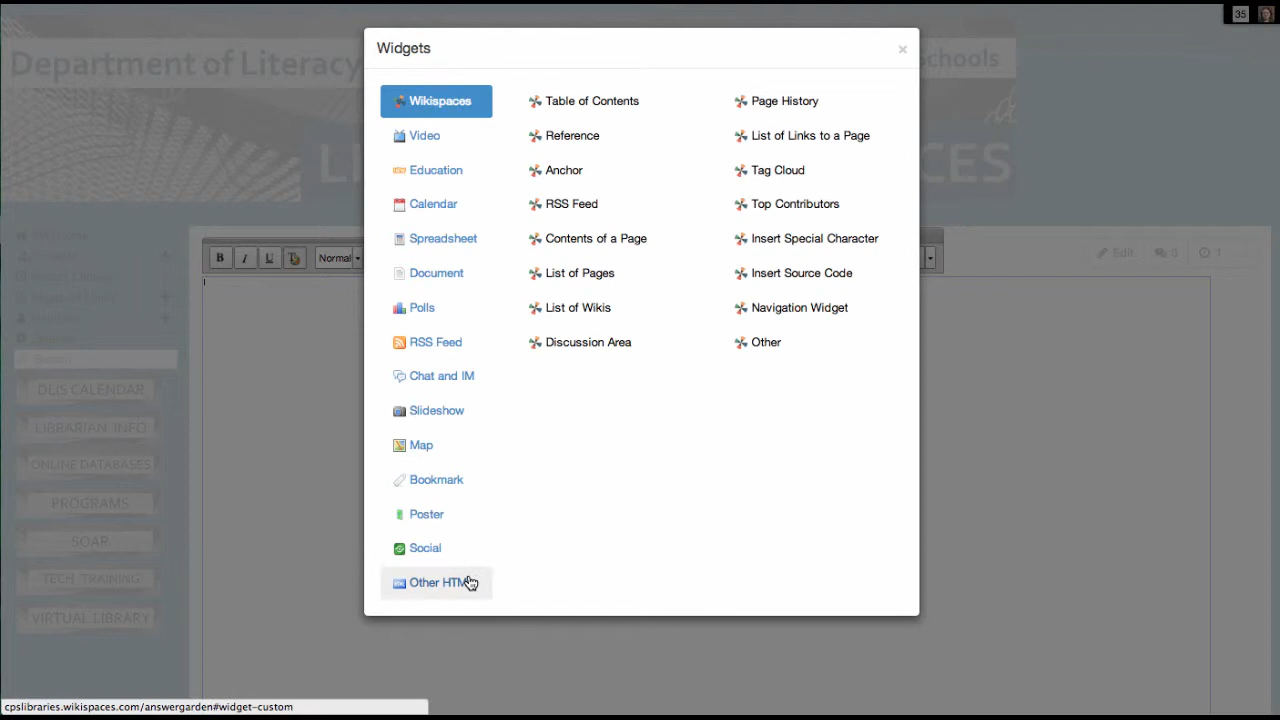 35
Department of Literacy
Schools
Widgets
×
Wikispaces
Video
Education
Calendar
Spreadsheet
Document
Polls
RSS Feed
Chat and IM
Slideshow
Map
Bookmark
Poster
Social
Other HTM
Table of Contents
Reference
Anchor
RSS Feed
Contents of a Page
List of Pages
List of Wikis
Discussion Area
Page History
List of Links to a Page
Tag Cloud
Top Contributors
Insert Special Character
Insert Source Code
Navigation Widget
Other
B I U T Normal
Edit 0 1
Search
DLIS CALENDAR
LIBRARIAN INFO
ONLINE DATABASES
PROGRAMS
SOAR
TECH TRAINING
VIRTUAL LIBRARY
cpslibraries.wikispaces.com/answergarden#widget-custom